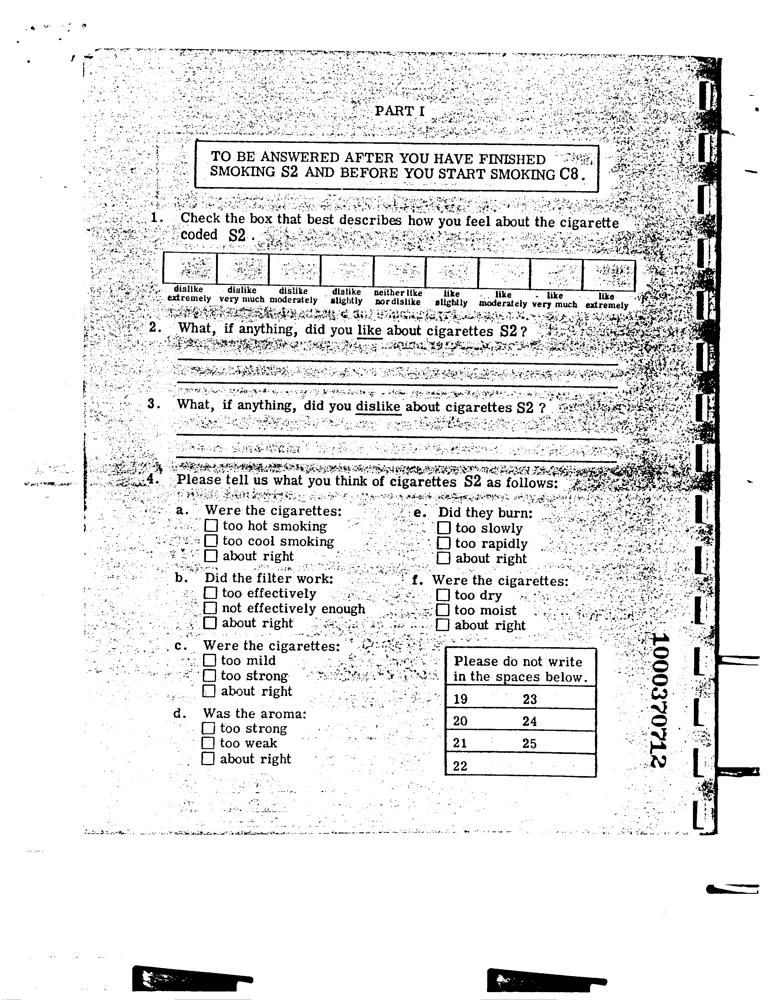 PART I
TO BE ANSWERED AFTER YOU HAVE FINISHED
SMOKING S2 AND BEFORE YOU START SMOKING C8.
1. Check the box that best describes how you feel about the cigarette
coded S2.
dislike extremely
dislike very much
dislike moderately
dislike slightly
neither like nor dislike
like slightly
like moderately
like very much
like extremely
2. What, if anything, did you like about cigarettes S2?
3. What, if anything, did you dislike about cigarettes S2 ?
4. Please tell us what you think of cigarettes S2 as follows:
a. Were the cigarettes:
too hot smoking
too cool smoking
about right
b. Did the filter work:
too effectively
not effectively enough
about right
c. Were the cigarettes:
too mild
too strong
about right
d. Was the aroma:
too strong
too weak
about right
e. Did they burn:
too slowly
too rapidly
about right
f. Were the cigarettes:
too dry
too moist
about right
Please do not write
in the spaces below.
19 23
20 24
21 25
22
1000370712